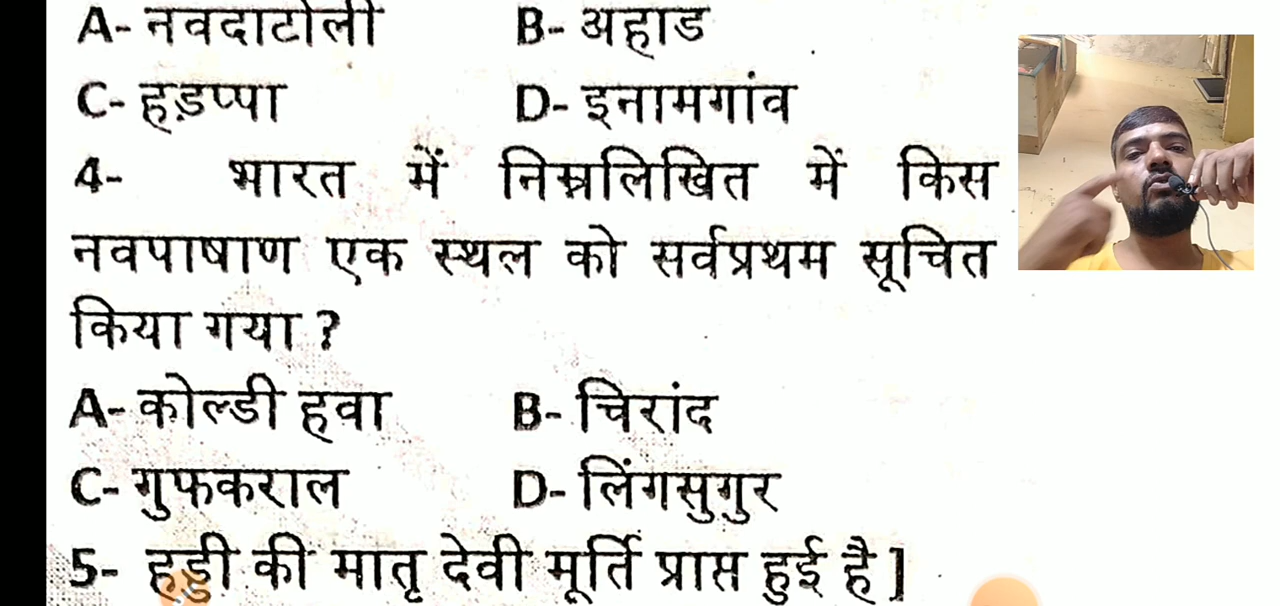 A- नवदाटोली B- अहाड
C- हड़प्पा D- इनामगांव
4- भारत में निम्नलिखित में किस
नवपाषाण एक स्थल को सर्वप्रथम सूचित
किया गया ?
A- कोल्डी हवा B- चिरांद
C- गुफकराल D- लिंगसुगुर
5- हड्डी की मातृ देवी मूर्ति प्राप्त हुई है ]